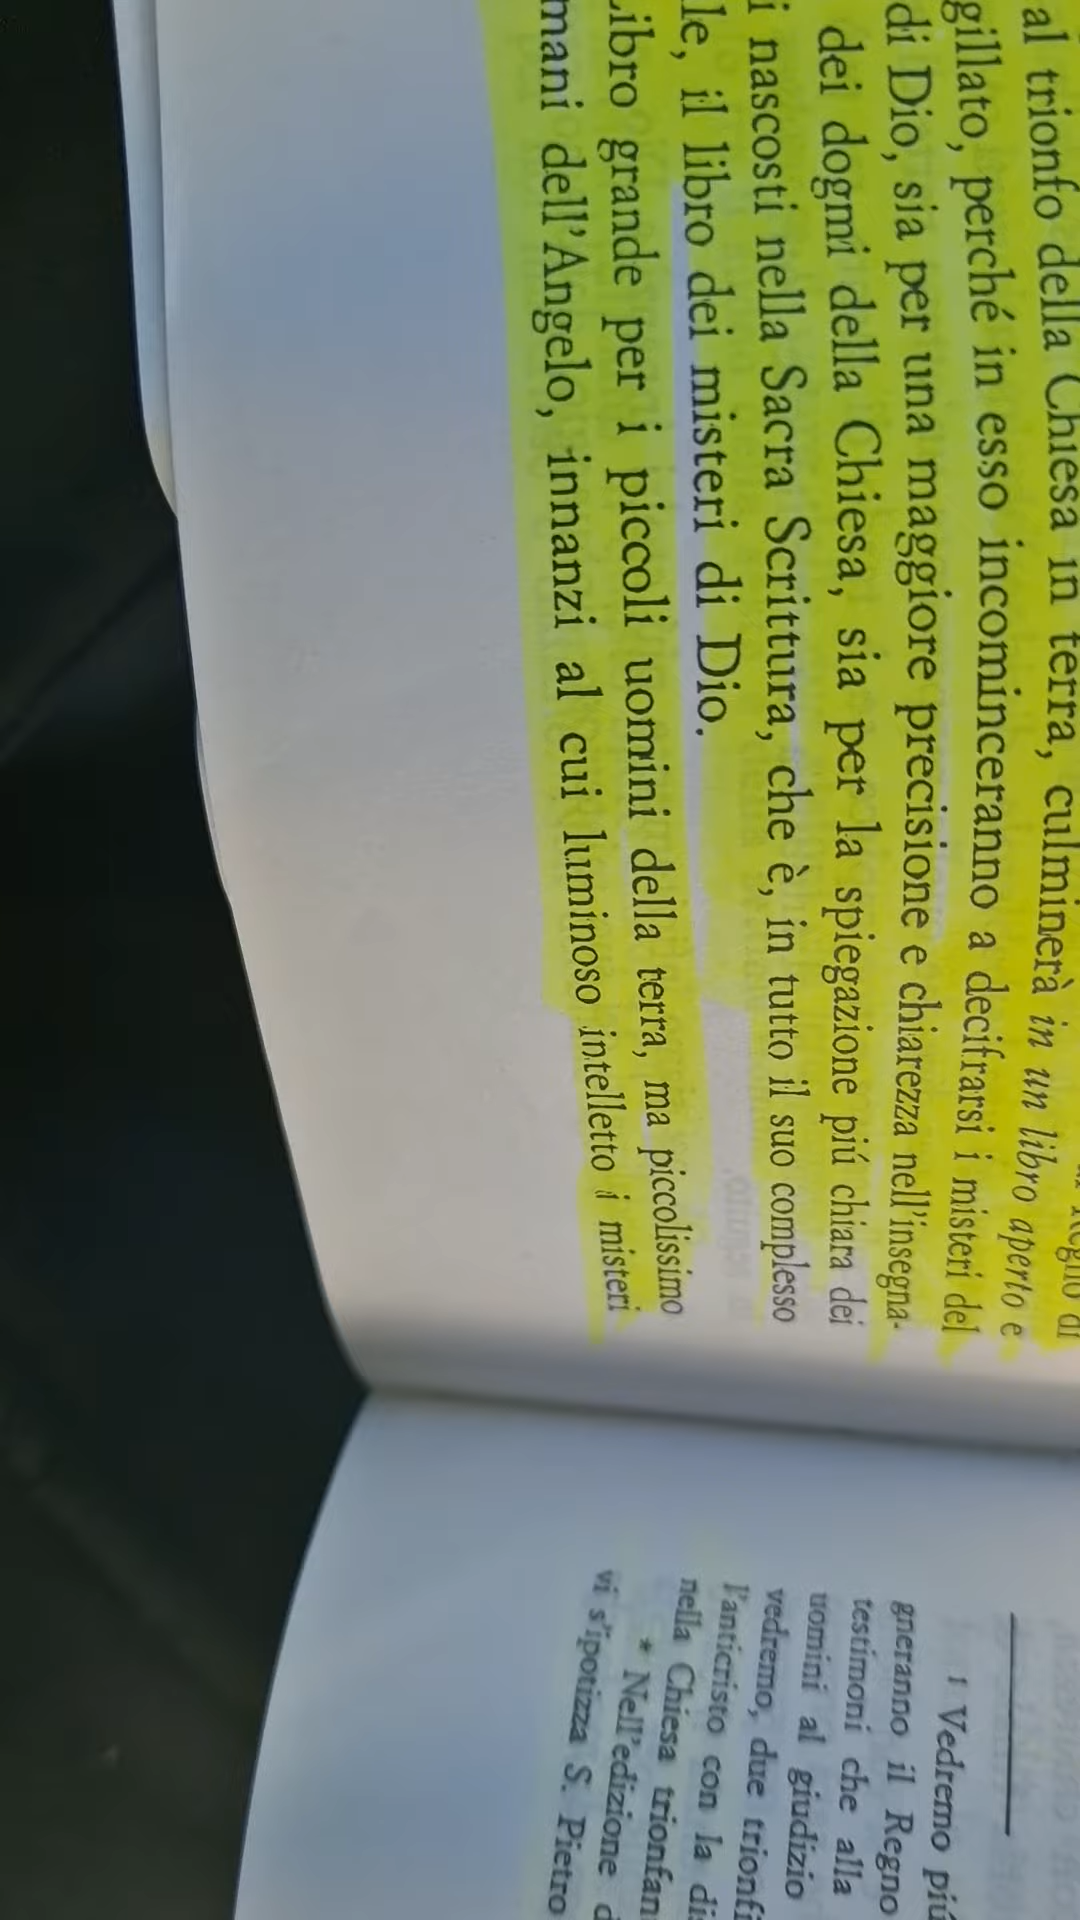 al trionfo della Chiesa in terra, culminerà in un libro aperto e
gillato, perché in esso incominceranno a decifrarsi i misteri del
di Dio, sia per una maggiore precisione e chiarezza nell'insegna-
dei dogmi della Chiesa, sia per la spiegazione piú chiara dei
i nascosti nella Sacra Scrittura, che è, in tutto il suo complesso
le, il libro dei misteri di Dio.
ibro grande per i piccoli uomini della terra, ma piccolissimo
mani dell'Angelo, innanzi al cui luminoso intelletto i misteri
1 Vedremo piú
gneranno il Regno
testimoni che alla
uomini al giudizio
vedremo, due trionfi
l'anticristo con la di
nella Chiesa trionfan
* Nell'edizione d
vi s'ipotizza S. Pietro